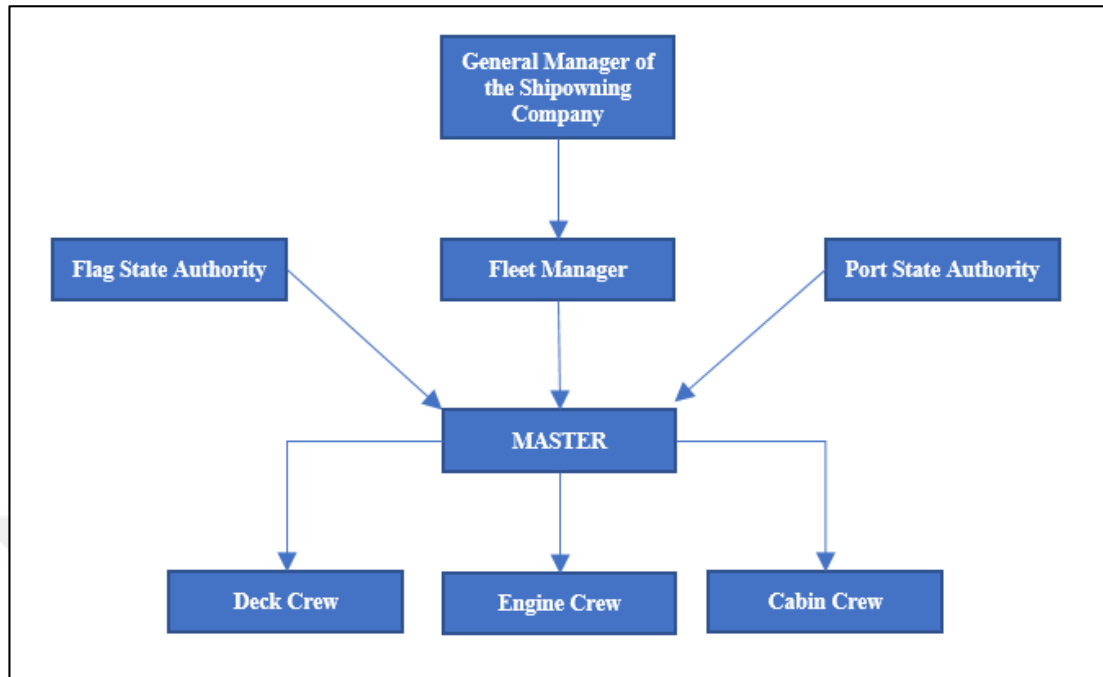 General Manager of
the Shipowning
Company
Flag State Authority
Fleet Manager
Port State Authority
MASTER
Deck Crew
Engine Crew
Cabin Crew